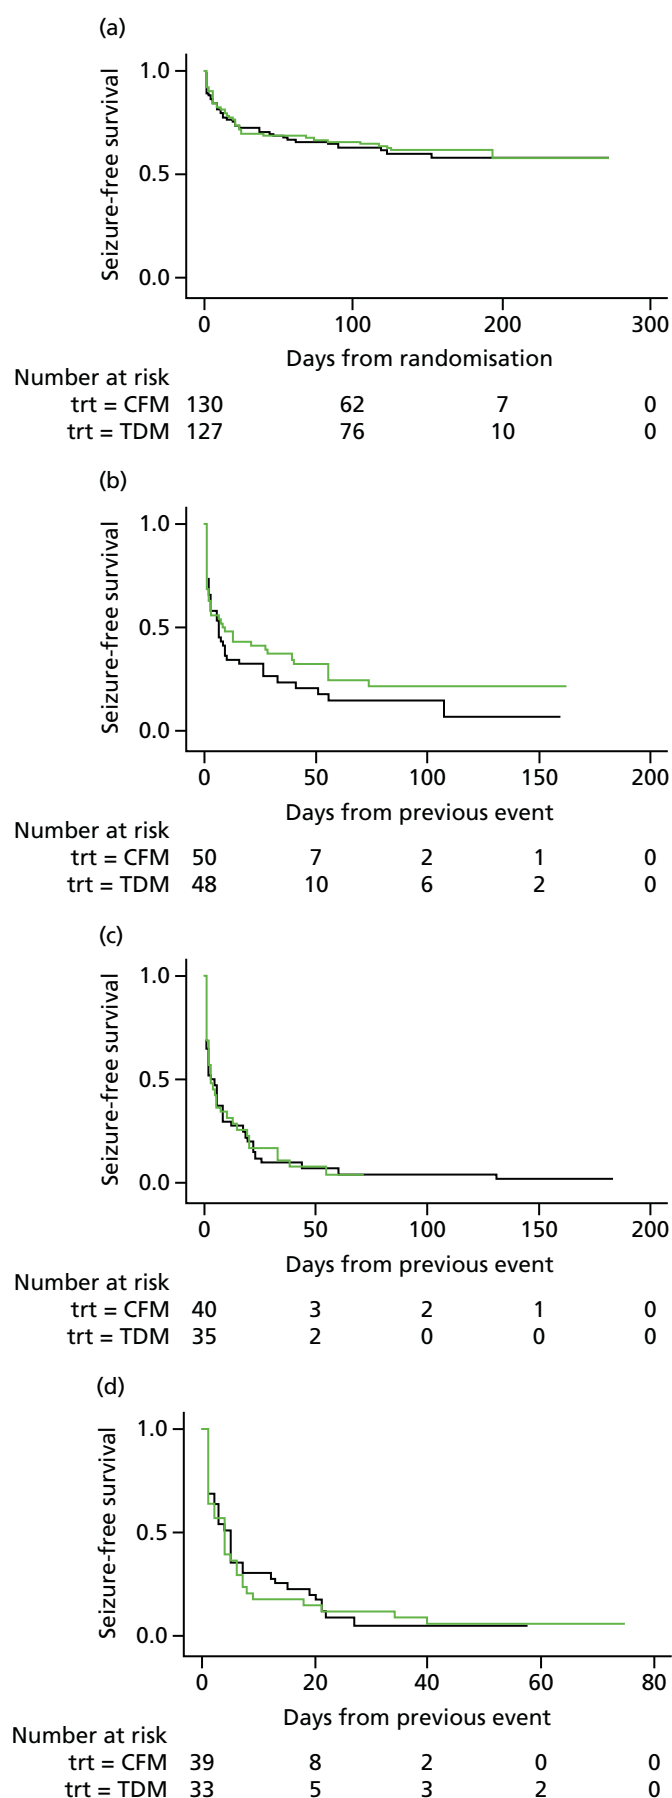 (a)
Seizure-free survival
1.0
0.5
0.0
0 100 200 300
Days from randomisation
Number at risk
trt = CFM 130 62 7 0
trt = TDM 127 76 10 0
(b)
Seizure-free survival
1.0
0.5
0.0
0 50 100 150 200
Days from previous event
Number at risk
trt = CFM 50 7 2 1 0
trt = TDM 48 10 6 2 0
(c)
Seizure-free survival
1.0
0.5
0.0
0 50 100 150 200
Days from previous event
Number at risk
trt = CFM 40 3 2 1 0
trt = TDM 35 2 0 0 0
(d)
Seizure-free survival
1.0
0.5
0.0
0 20 40 60 80
Days from previous event
Number at risk
trt = CFM 39 8 2 0 0
trt = TDM 33 5 3 2 0